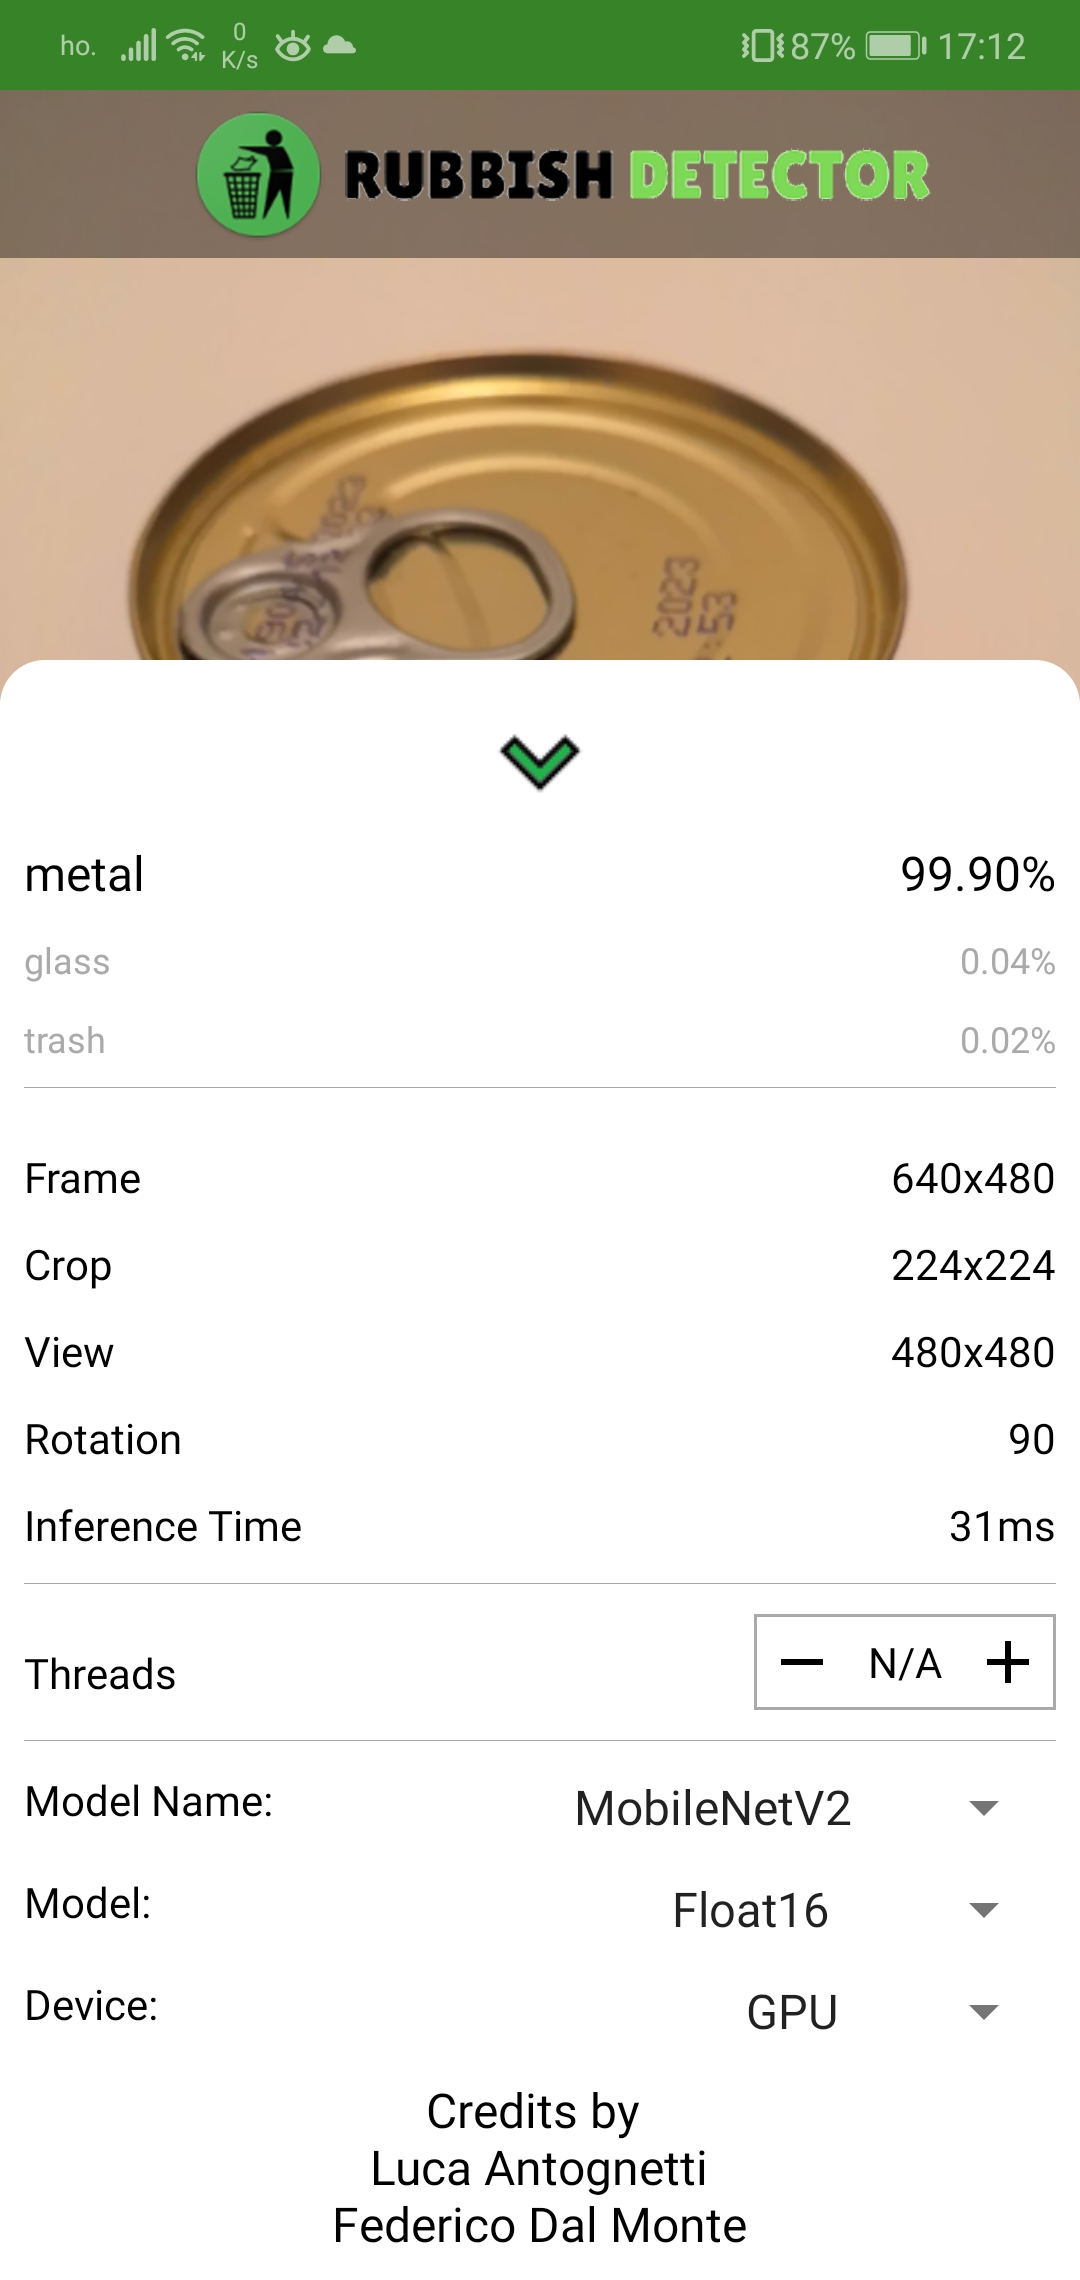 ho. 0 K/s 87% 17:12
RUBBISH DETECTOR
2023
53
metal 99.90%
glass 0.04%
trash 0.02%
Frame 640x480
Crop 224x224
View 480x480
Rotation 90
Inference Time 31ms
Threads N/A
Model Name: MobileNetV2
Model: Float16
Device: GPU
Credits by
Luca Antognetti
Federico Dal Monte